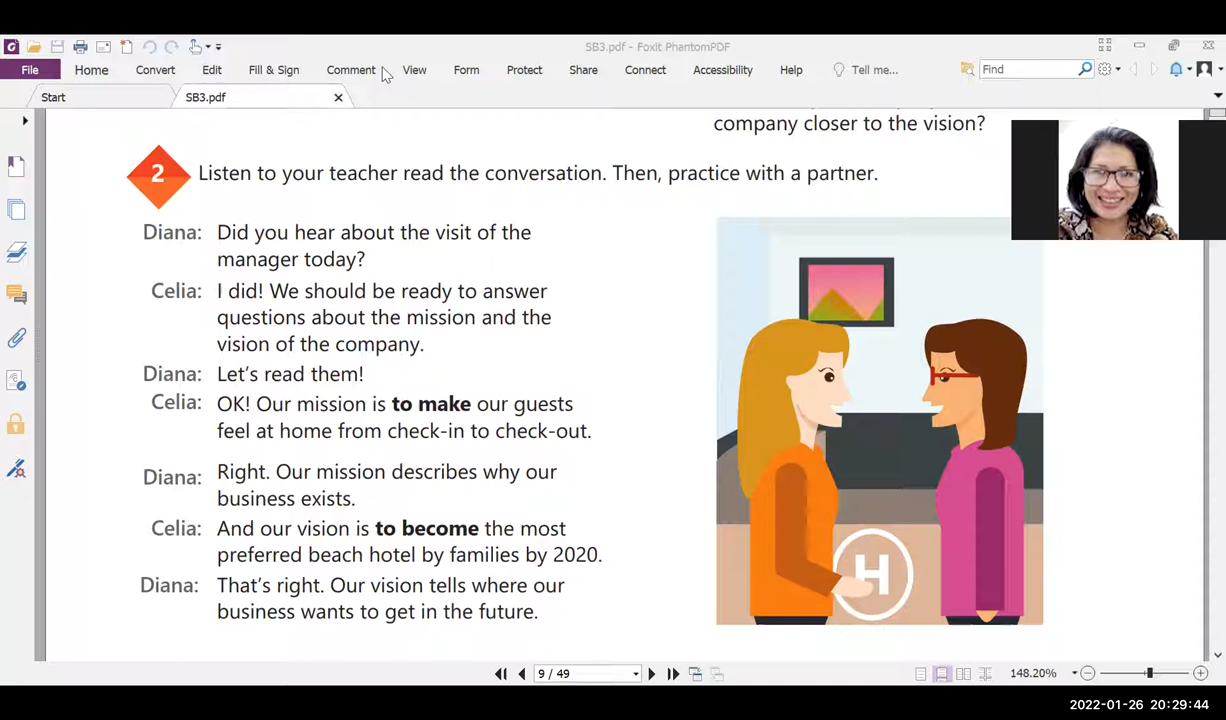 SB3.pdf - Foxit PhantomPDF
File Home Convert Edit Fill & Sign Comment View Form Protect Share Connect Accessibility Help Tell me... Find
Start SB3.pdf
company closer to the vision?
2 Listen to your teacher read the conversation. Then, practice with a partner.
Diana: Did you hear about the visit of the
manager today?
Celia: I did! We should be ready to answer
questions about the mission and the
vision of the company.
Diana: Let's read them!
Celia: OK! Our mission is to make our guests
feel at home from check-in to check-out.
Diana: Right. Our mission describes why our
business exists.
Celia: And our vision is to become the most
preferred beach hotel by families by 2020.
Diana: That's right. Our vision tells where our
business wants to get in the future.
H
9 / 49 148.20%
2022-01-26 20:29:44